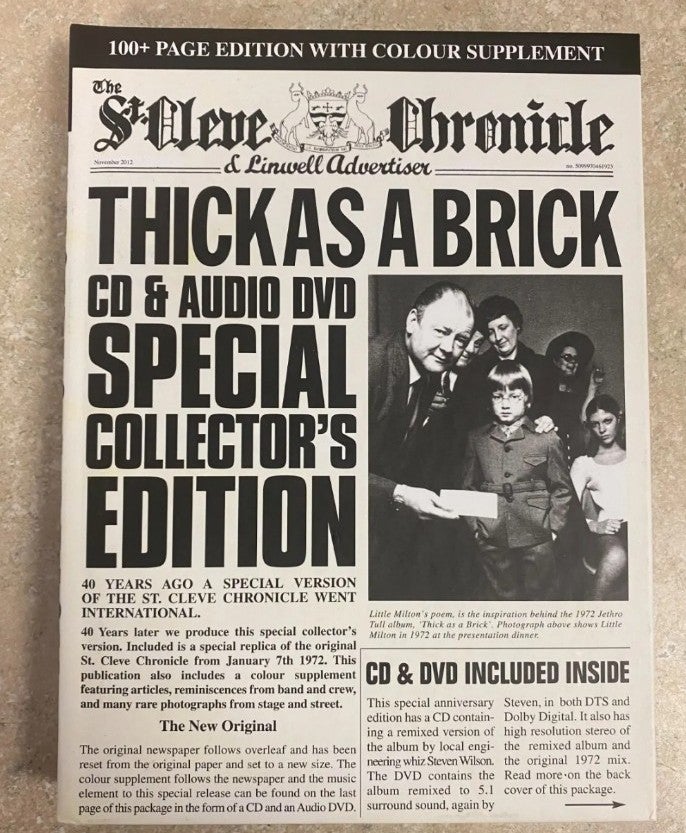 100+ PAGE EDITION WITH COLOUR SUPPLEMENT
The
St. Cleve Chronicle
November 2012
& Linwell Advertiser
no. 5099970461923
THICK AS A BRICK
CD & AUDIO DVD
SPECIAL
COLLECTOR'S
EDITION
40 YEARS AGO A SPECIAL VERSION
OF THE ST. CLEVE CHRONICLE WENT
INTERNATIONAL.
40 Years later we produce this special collector's
version. Included is a special replica of the original
St. Cleve Chronicle from January 7th 1972. This
publication also includes a colour supplement
featuring articles, reminiscences from band and crew,
and many rare photographs from stage and street.
The New Original
The original newspaper follows overleaf and has been
reset from the original paper and set to a new size. The
colour supplement follows the newspaper and the music
element to this special release can be found on the last
page of this package in the form of a CD and an Audio DVD.
Little Milton's poem, is the inspiration behind the 1972 Jethro
Tull album, 'Thick as a Brick'. Photograph above shows Little
Milton in 1972 at the presentation dinner.
CD & DVD INCLUDED INSIDE
This special anniversary
edition has a CD contain-
ing a remixed version of
the album by local engi-
neering whiz Steven Wilson.
The DVD contains the
album remixed to 5.1
surround sound, again by
Steven, in both DTS and
Dolby Digital. It also has
high resolution stereo of
the remixed album and
the original 1972 mix.
Read more on the back
cover of this package.